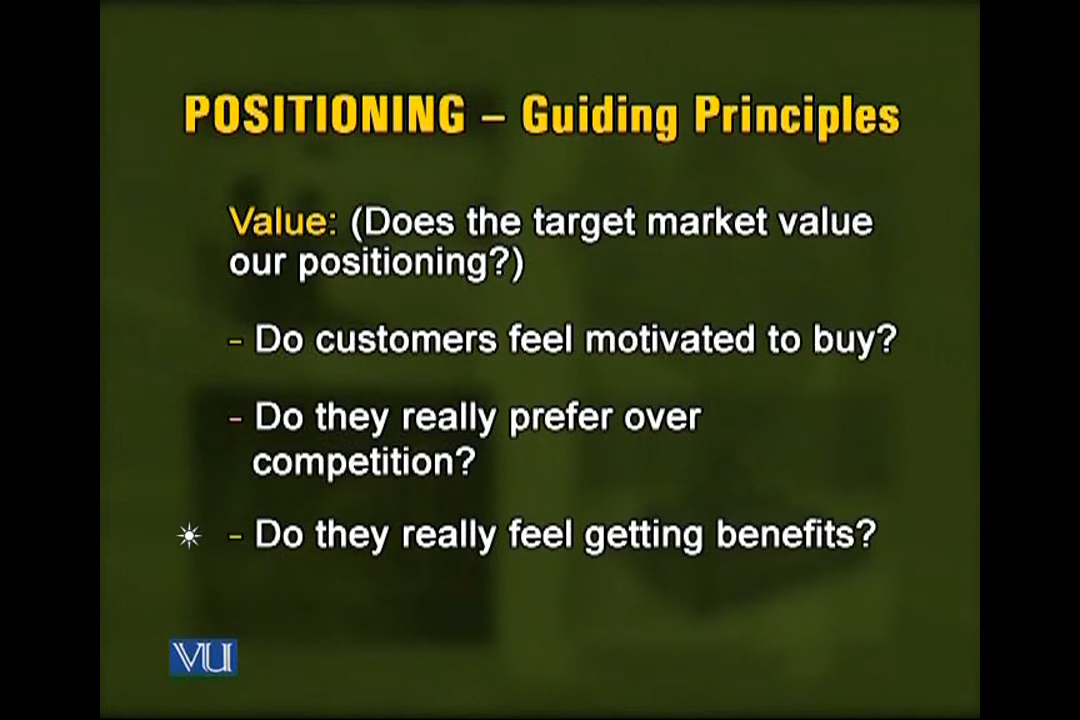 POSITIONING – Guiding Principles
Value: (Does the target market value
our positioning?)
- Do customers feel motivated to buy?
- Do they really prefer over
competition?
- Do they really feel getting benefits?
VU